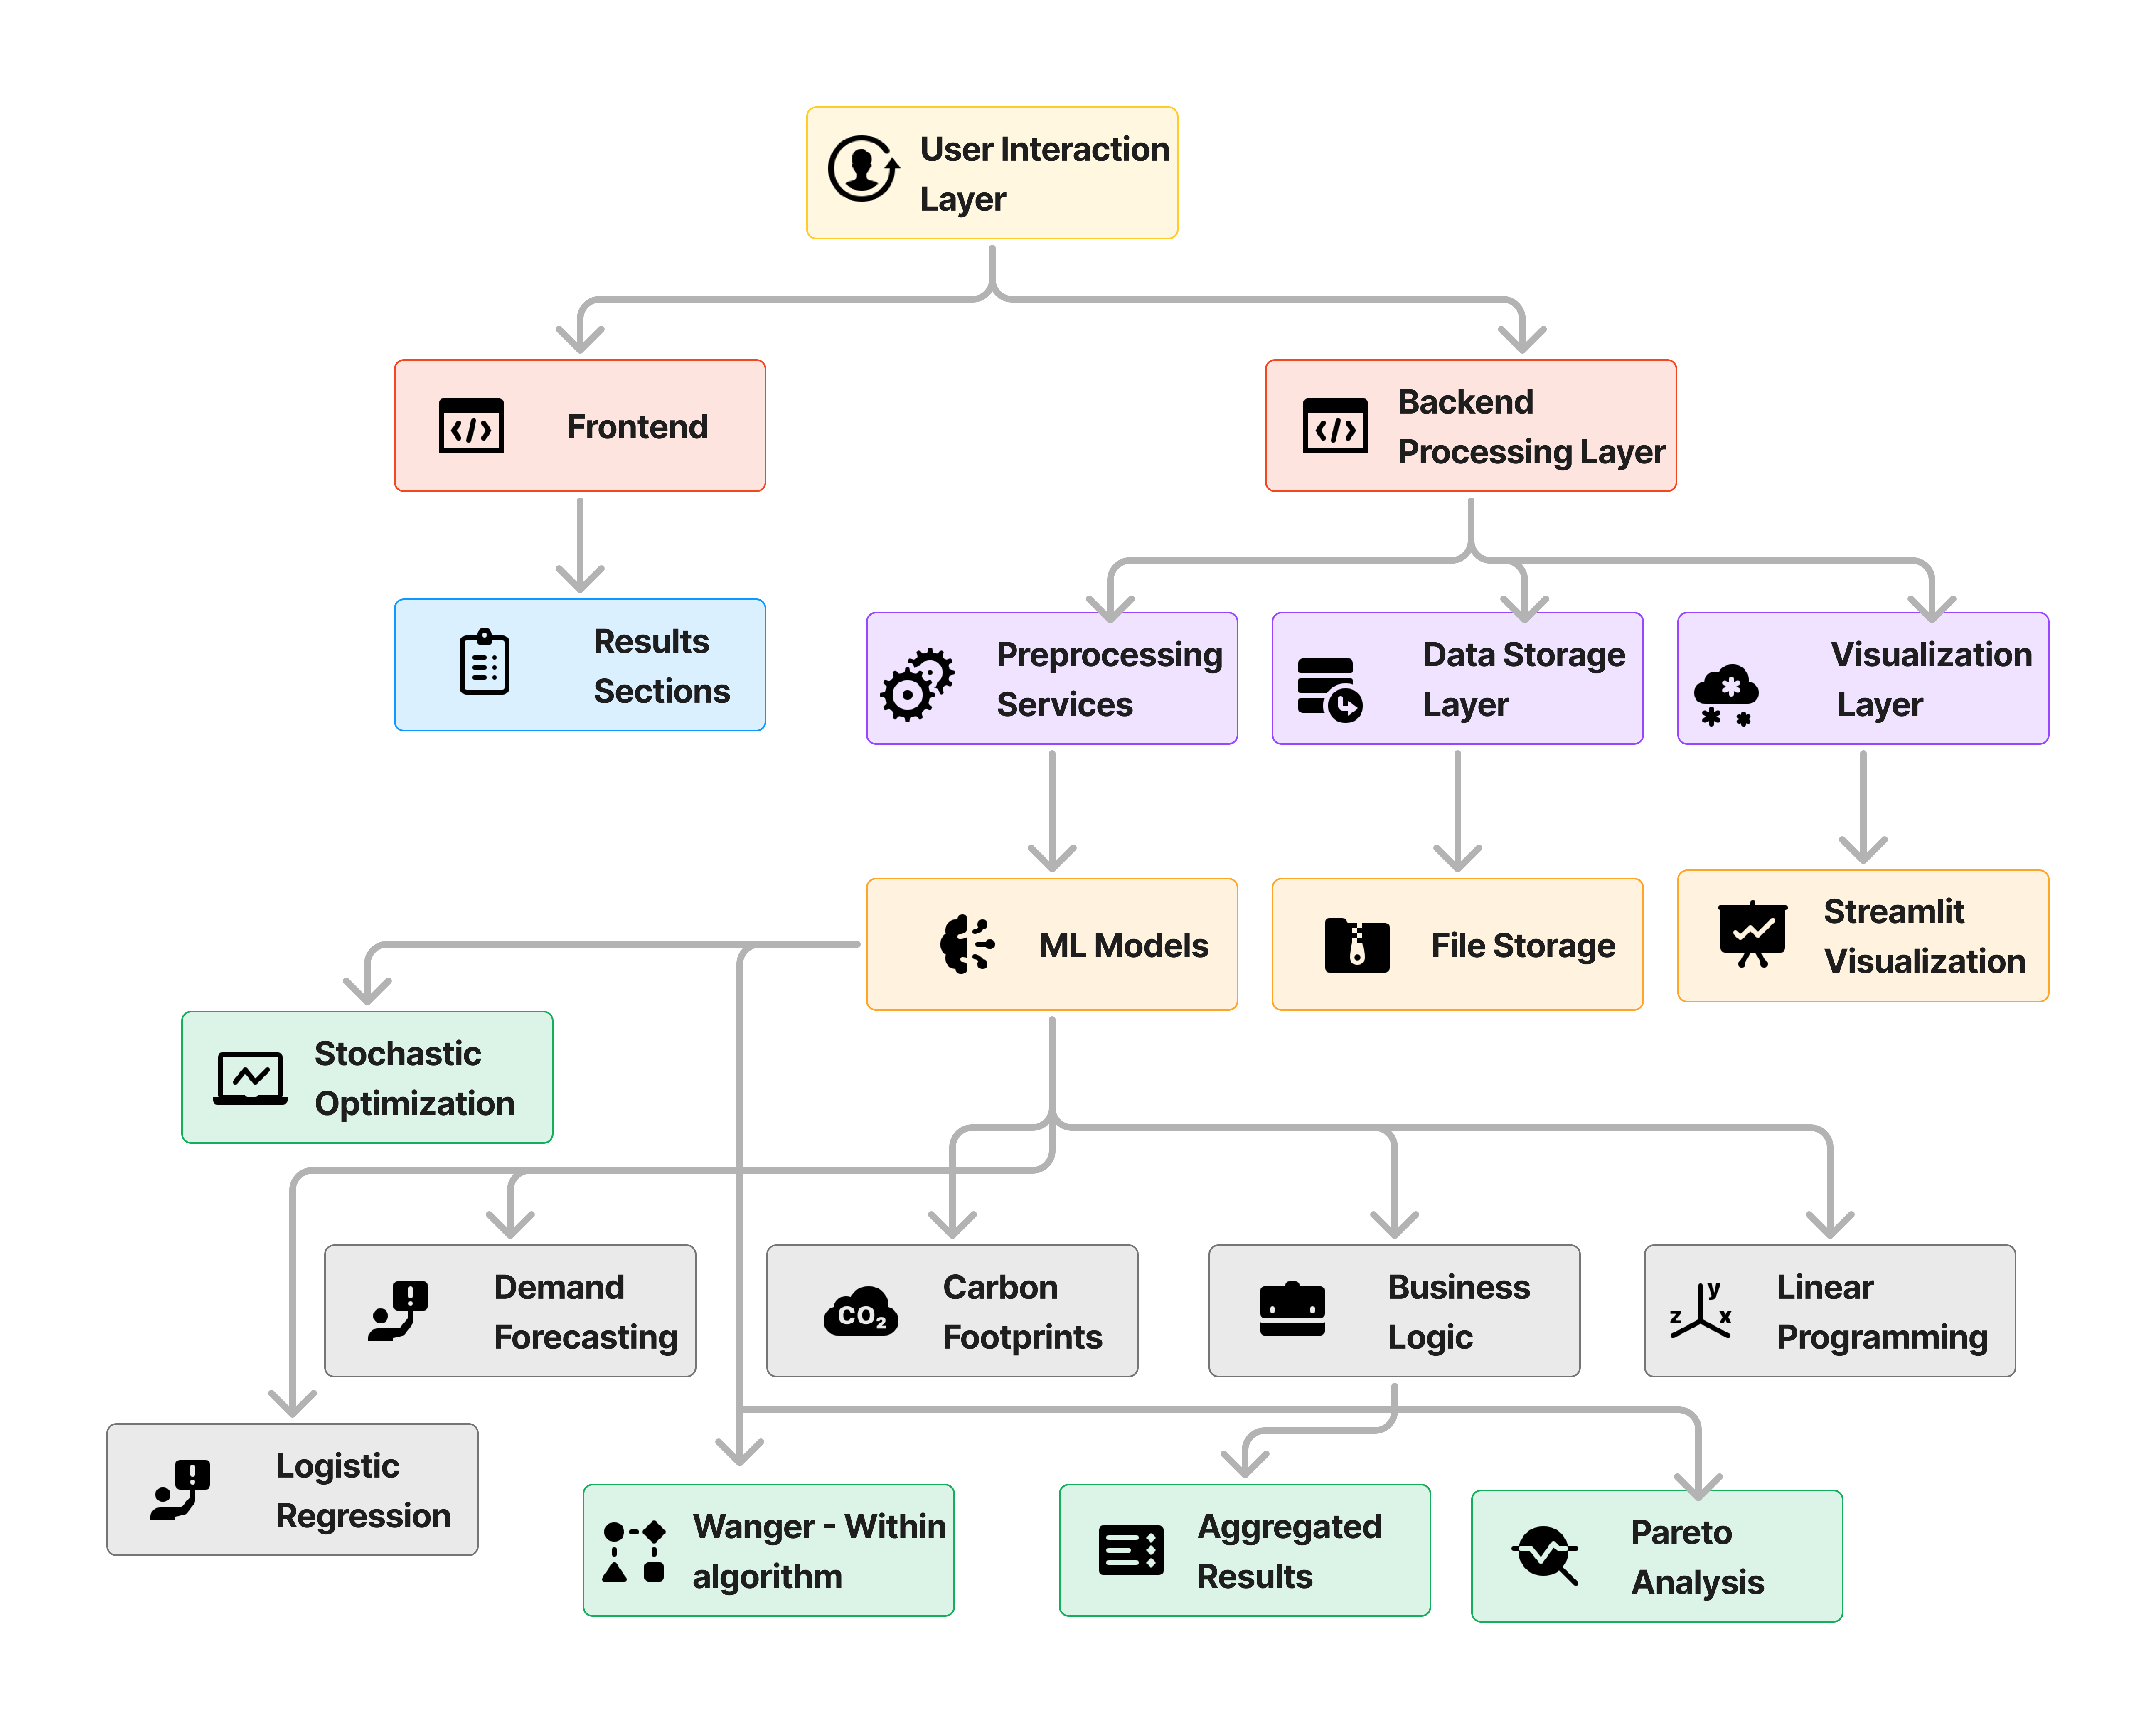 User Interaction
Layer
Frontend
Backend
Processing Layer
Results
Sections
Preprocessing
Services
Data Storage
Layer
Visualization
Layer
ML Models
File Storage
Streamlit
Visualization
Stochastic
Optimization
Demand
Forecasting
CO₂
Carbon
Footprints
Business
Logic
y
z x
Linear
Programming
Logistic
Regression
Wanger - Within
algorithm
Aggregated
Results
Pareto
Analysis